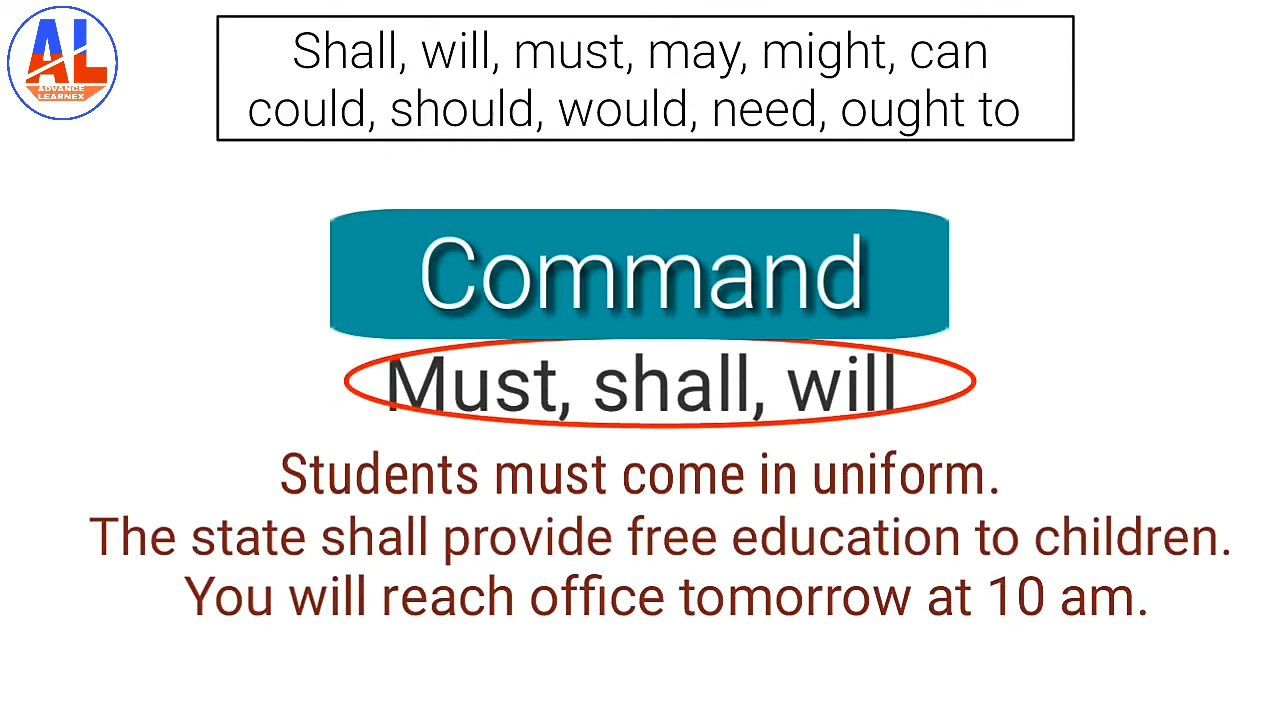 AL
ADVANCE
LEARNEX
Shall, will, must, may, might, can
could, should, would, need, ought to
Command
Must, shall, will
Students must come in uniform.
The state shall provide free education to children.
You will reach office tomorrow at 10 am.